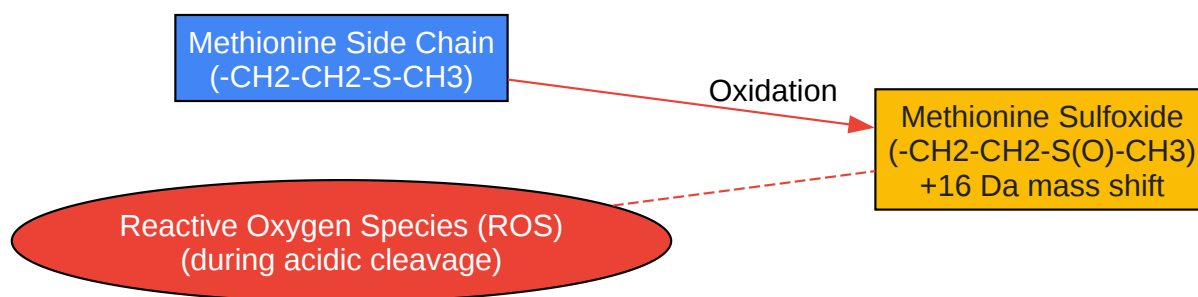 Methionine Side Chain
(-CH2-CH2-S-CH3)
Oxidation
Methionine Sulfoxide
(-CH2-CH2-S(O)-CH3)
+16 Da mass shift
Reactive Oxygen Species (ROS)
(during acidic cleavage)